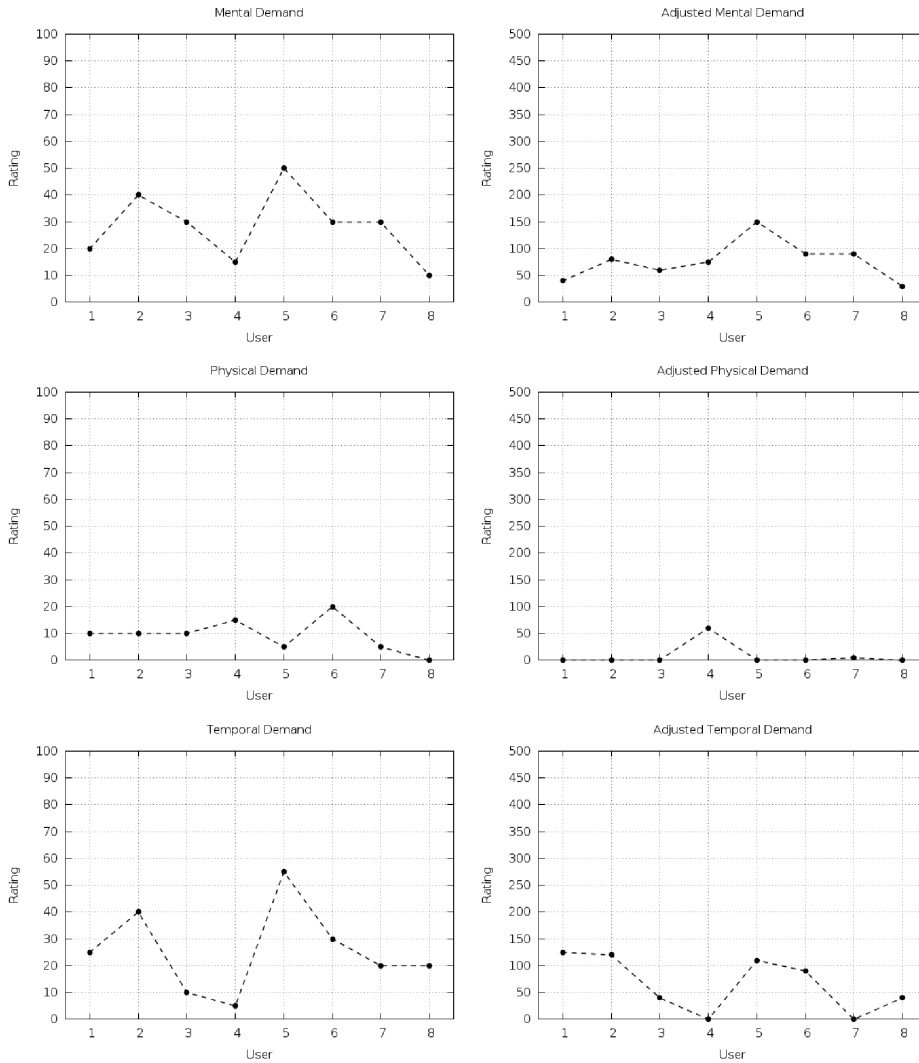 Mental Demand
100
90
80
70
60
50
40
30
20
10
0
Rating
1 2 3 4 5 6 7 8
User
Adjusted Mental Demand
500
450
400
350
300
250
200
150
100
50
0
Rating
1 2 3 4 5 6 7 8
User
Physical Demand
100
90
80
70
60
50
40
30
20
10
0
Rating
1 2 3 4 5 6 7 8
User
Adjusted Physical Demand
500
450
400
350
300
250
200
150
100
50
0
Rating
1 2 3 4 5 6 7 8
User
Temporal Demand
100
90
80
70
60
50
40
30
20
10
0
Rating
1 2 3 4 5 6 7 8
User
Adjusted Temporal Demand
500
450
400
350
300
250
200
150
100
50
0
Rating
1 2 3 4 5 6 7 8
User